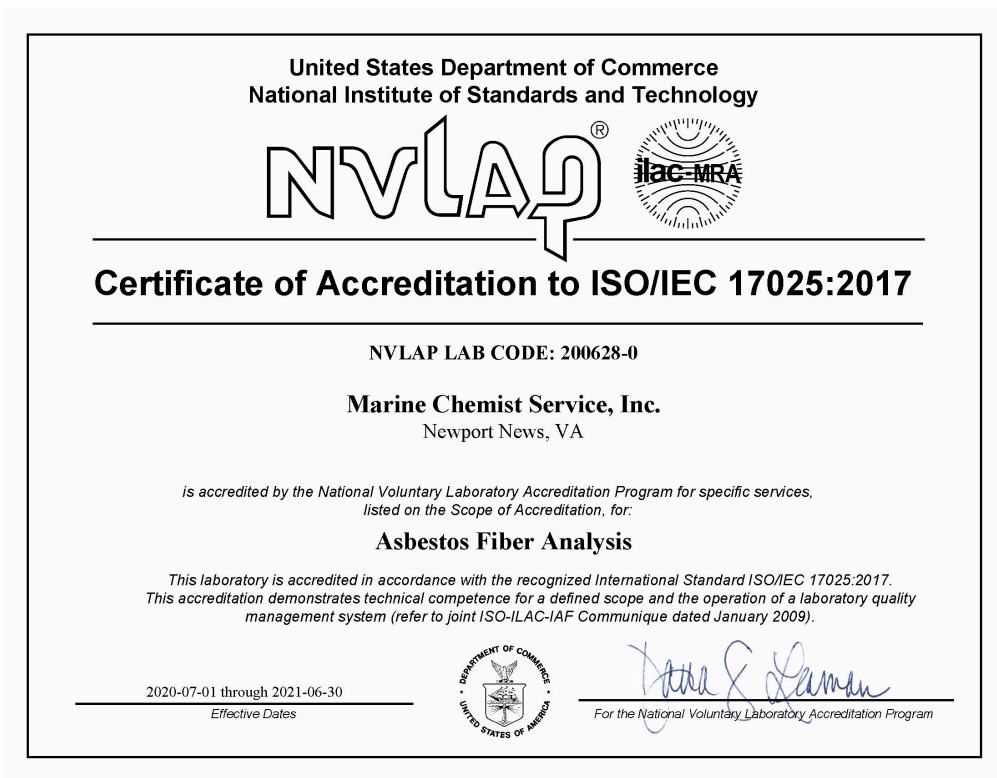 United States Department of Commerce
National Institute of Standards and Technology
NVLAP®
ilac-MRA
Certificate of Accreditation to ISO/IEC 17025:2017
NVLAP LAB CODE: 200628-0
Marine Chemist Service, Inc.
Newport News, VA
is accredited by the National Voluntary Laboratory Accreditation Program for specific services,
listed on the Scope of Accreditation, for:
Asbestos Fiber Analysis
This laboratory is accredited in accordance with the recognized International Standard ISO/IEC 17025:2017.
This accreditation demonstrates technical competence for a defined scope and the operation of a laboratory quality
management system (refer to joint ISO-ILAC-IAF Communique dated January 2009).
2020-07-01 through 2021-06-30
Effective Dates
DEPARTMENT OF COMMERCE
UNITED STATES OF AMERICA
For the National Voluntary Laboratory Accreditation Program